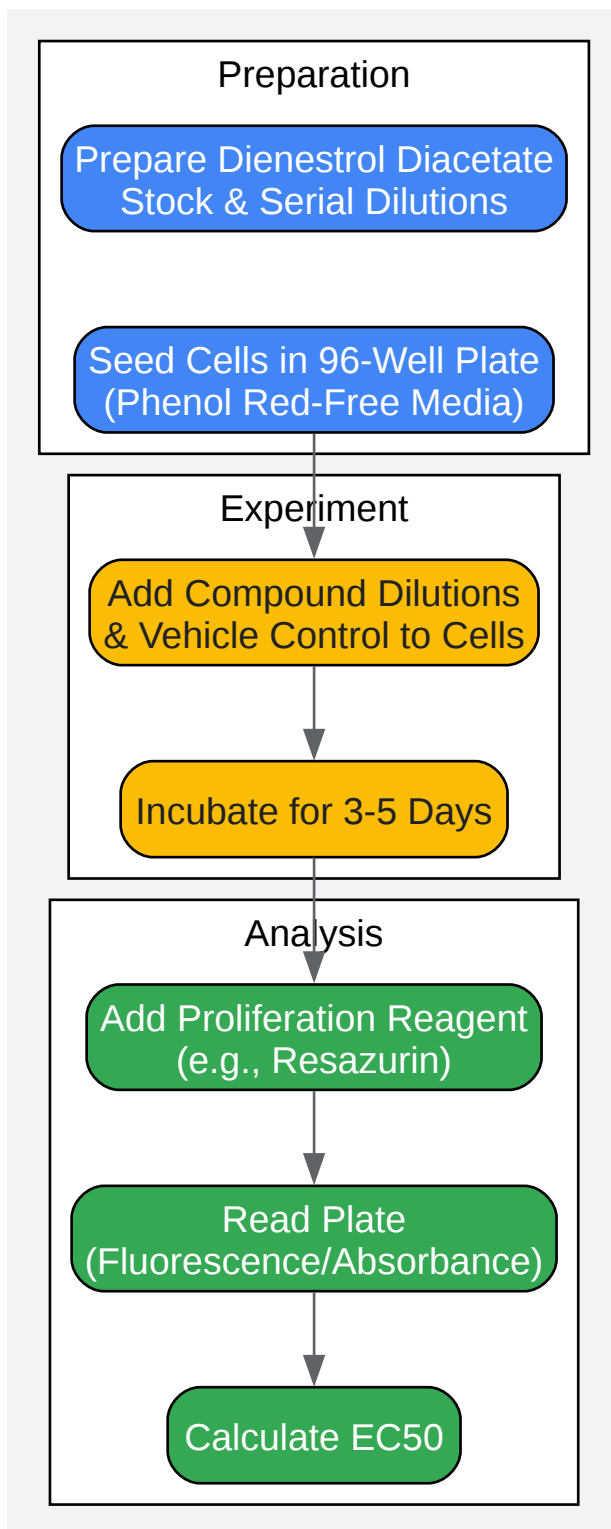 Preparation
Prepare Dienestrol Diacetate
Stock & Serial Dilutions
Seed Cells in 96-Well Plate
(Phenol Red-Free Media)
Experiment
Add Compound Dilutions
& Vehicle Control to Cells
Incubate for 3-5 Days
Analysis
Add Proliferation Reagent
(e.g., Resazurin)
Read Plate
(Fluorescence/Absorbance)
Calculate EC50